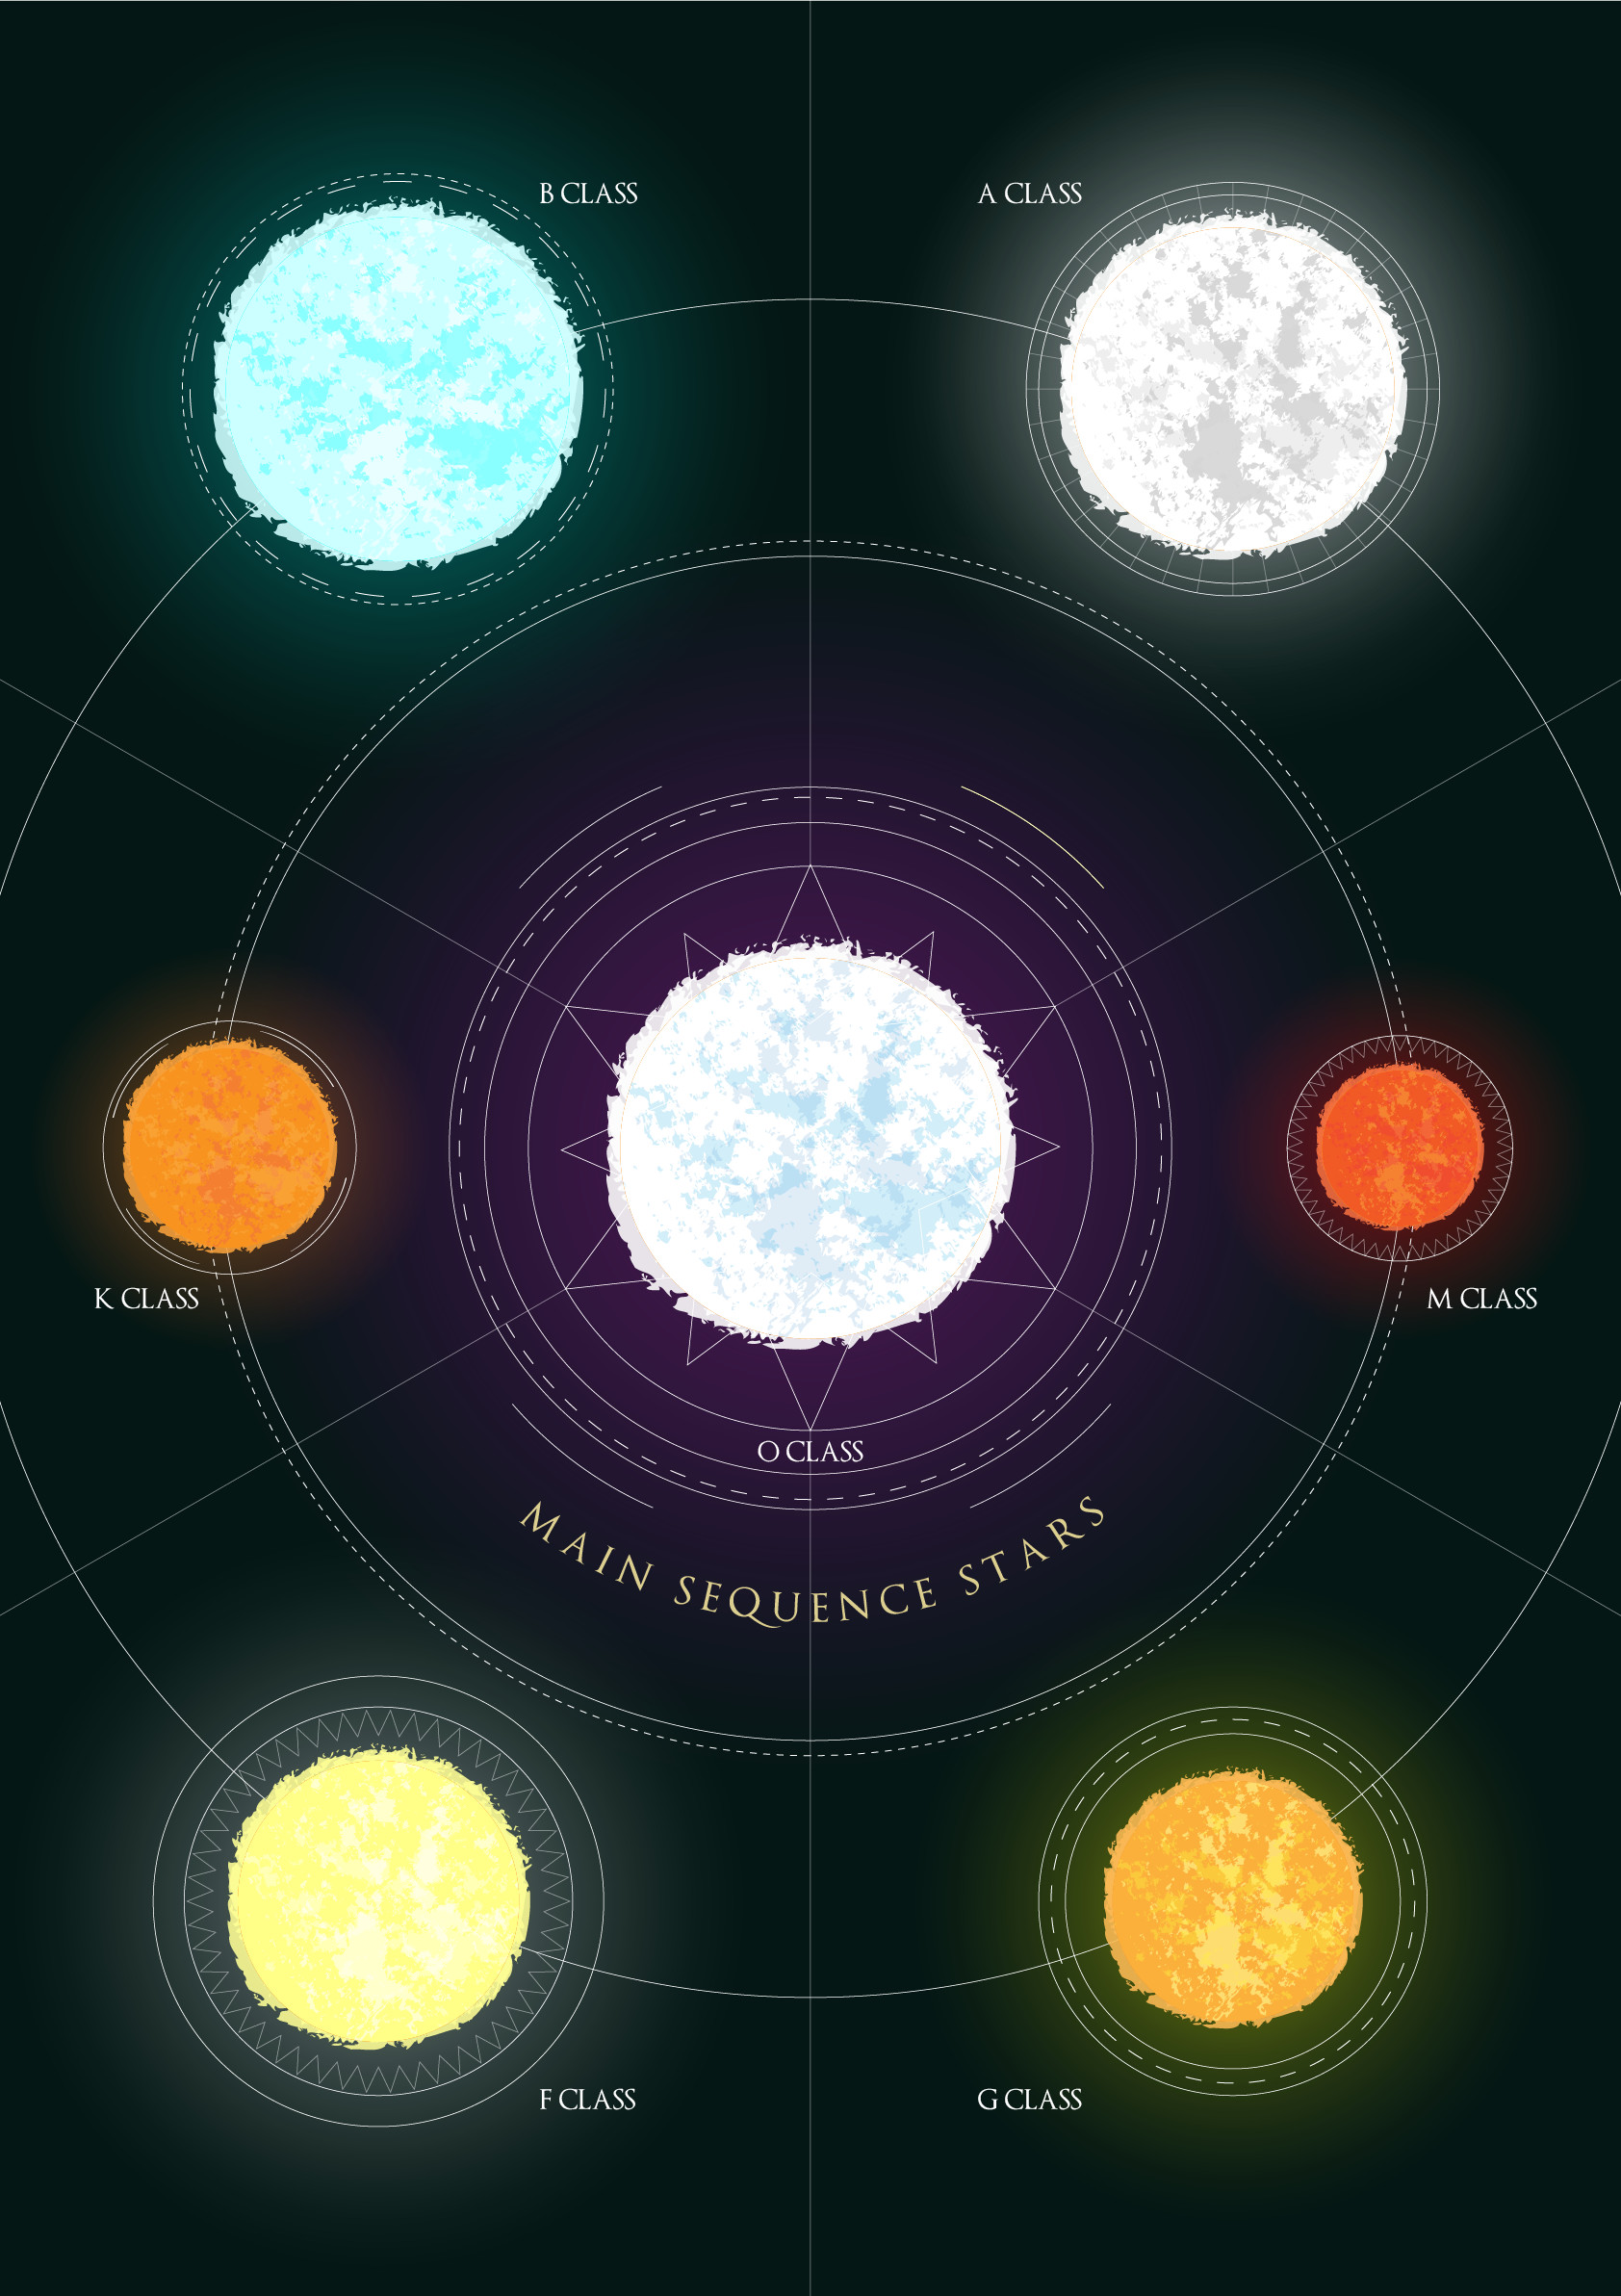 B CLASS
A CLASS
K CLASS
M CLASS
O CLASS
MAIN SEQUENCE STARS
F CLASS
G CLASS